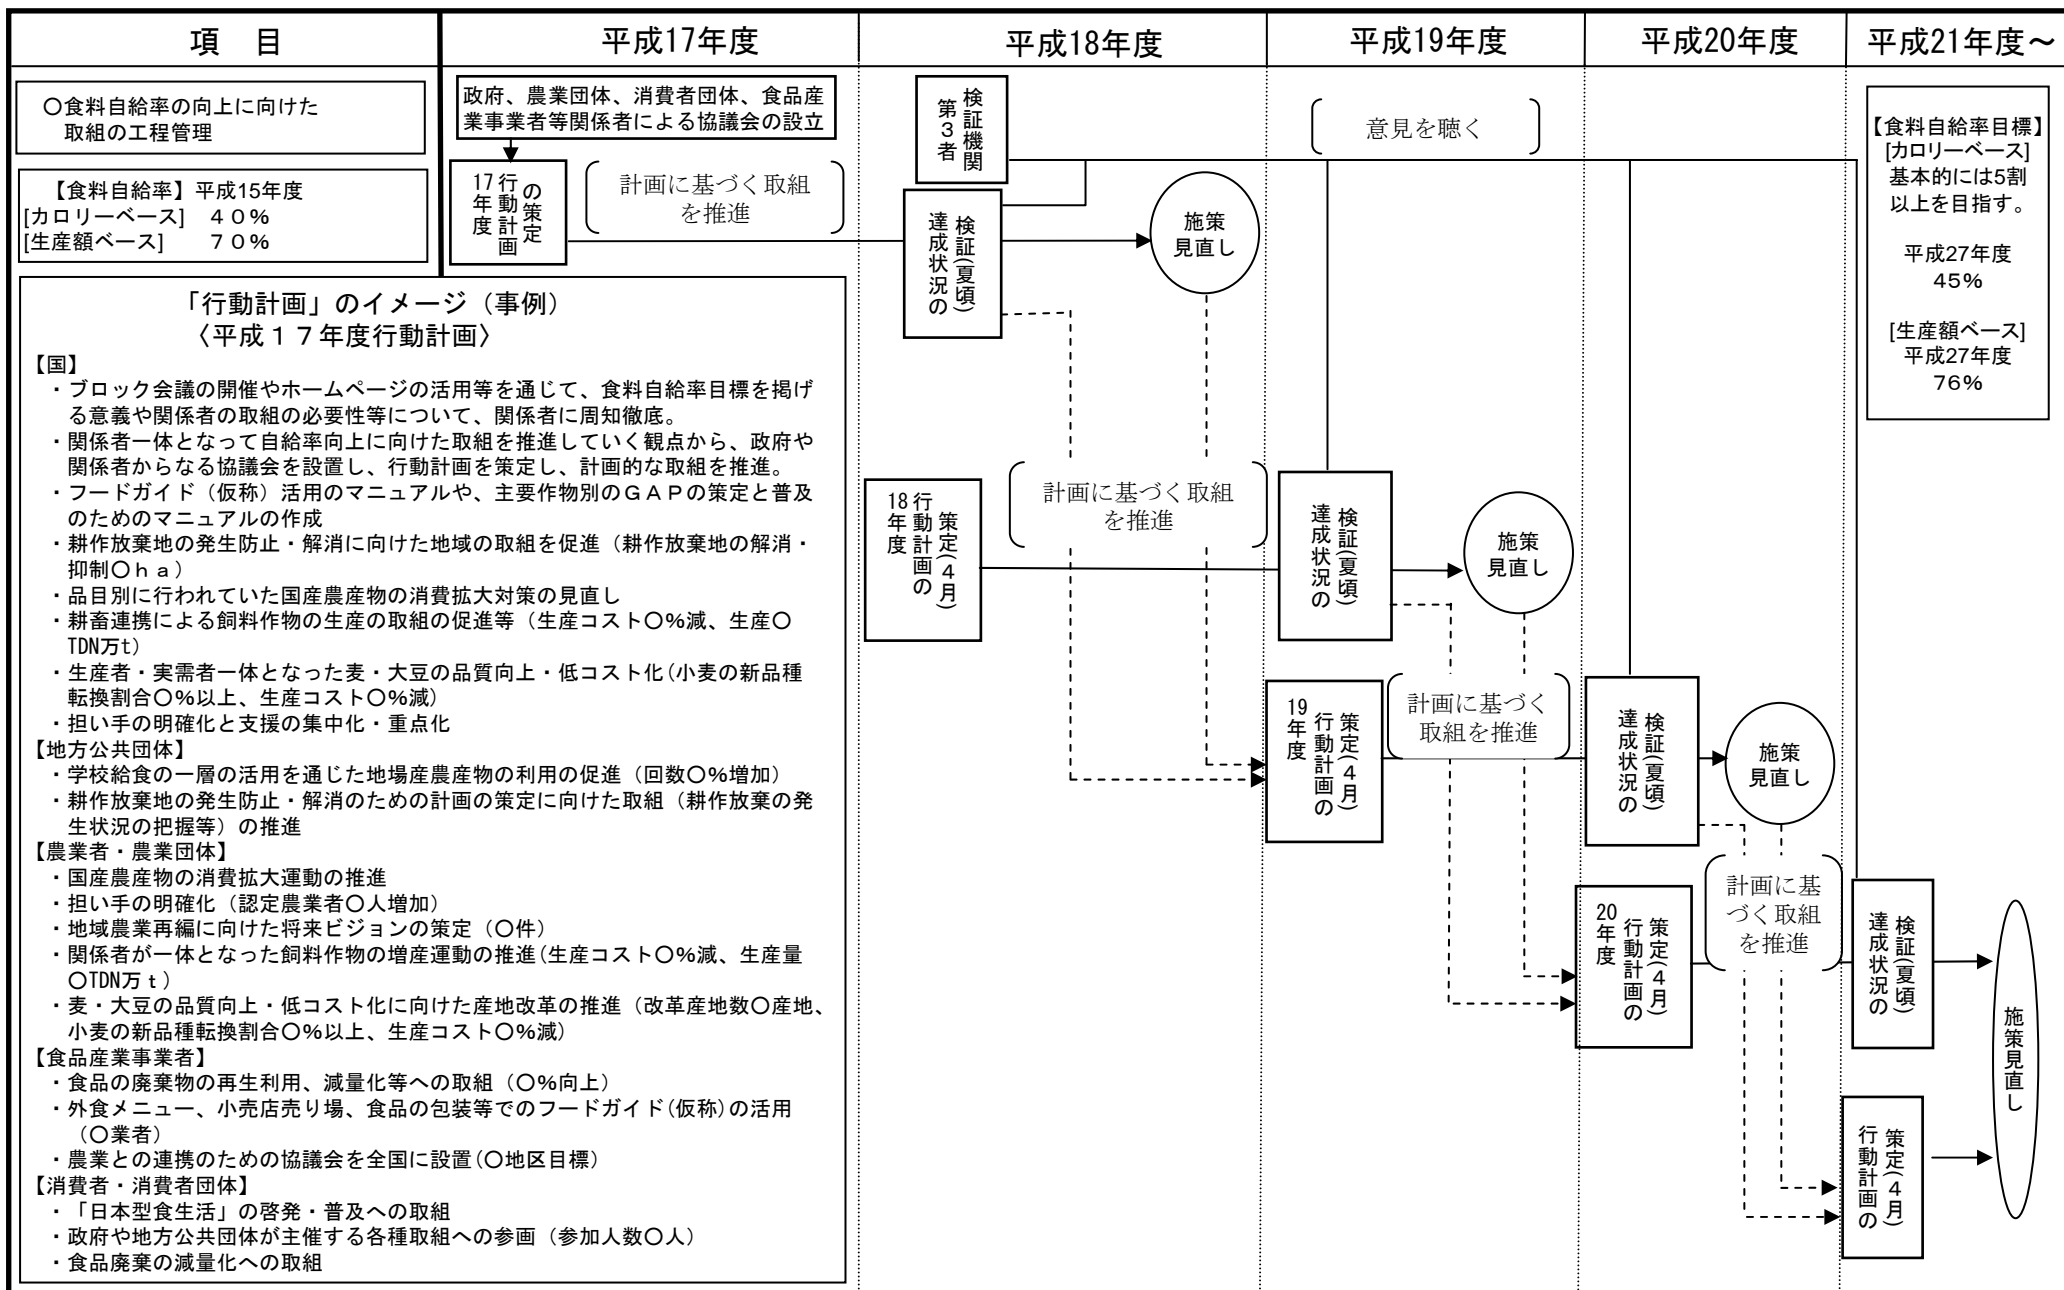 項　目
平成17年度
平成18年度
平成19年度
平成20年度
平成21年度～
○食料自給率の向上に向けた
取組の工程管理
【食料自給率】平成15年度
[カロリーベース]　４０％
[生産額ベース]　　７０％
政府、農業団体、消費者団体、食品産
業事業者等関係者による協議会の設立
17年度
行動計画
の策定
計画に基づく取組
を推進
第３者
検証機関
達成状況の
検証(夏頃)
施策
見直し
意見を聴く
【食料自給率目標】
[カロリーベース]
基本的には5割
以上を目指す。
平成27年度
45％
[生産額ベース]
平成27年度
76％
「行動計画」のイメージ（事例）
〈平成１７年度行動計画〉
【国】
・ブロック会議の開催やホームページの活用等を通じて、食料自給率目標を掲げ
る意義や関係者の取組の必要性等について、関係者に周知徹底。
・関係者一体となって自給率向上に向けた取組を推進していく観点から、政府や
関係者からなる協議会を設置し、行動計画を策定し、計画的な取組を推進。
・フードガイド（仮称）活用のマニュアルや、主要作物別のＧＡＰの策定と普及
のためのマニュアルの作成
・耕作放棄地の発生防止・解消に向けた地域の取組を促進（耕作放棄地の解消・
抑制○ｈａ）
・品目別に行われていた国産農産物の消費拡大対策の見直し
・耕畜連携による飼料作物の生産の取組の促進等（生産コスト○％減、生産○
TDN万t）
・生産者・実需者一体となった麦・大豆の品質向上・低コスト化(小麦の新品種
転換割合○％以上、生産コスト○％減)
・担い手の明確化と支援の集中化・重点化
【地方公共団体】
・学校給食の一層の活用を通じた地場産農産物の利用の促進（回数○％増加）
・耕作放棄地の発生防止・解消のための計画の策定に向けた取組（耕作放棄の発
生状況の把握等）の推進
【農業者・農業団体】
・国産農産物の消費拡大運動の推進
・担い手の明確化（認定農業者○人増加）
・地域農業再編に向けた将来ビジョンの策定（○件）
・関係者が一体となった飼料作物の増産運動の推進(生産コスト○％減、生産量
○TDN万ｔ）
・麦・大豆の品質向上・低コスト化に向けた産地改革の推進（改革産地数○産地、
小麦の新品種転換割合○％以上、生産コスト○％減）
【食品産業事業者】
・食品の廃棄物の再生利用、減量化等への取組（○％向上）
・外食メニュー、小売店売り場、食品の包装等でのフードガイド(仮称)の活用
（○業者）
・農業との連携のための協議会を全国に設置(○地区目標）
【消費者・消費者団体】
・「日本型食生活」の啓発・普及への取組
・政府や地方公共団体が主催する各種取組への参画（参加人数○人）
・食品廃棄の減量化への取組
18年度
行動計画の
策定(４月)
計画に基づく取組
を推進
達成状況の
検証(夏頃)
施策
見直し
19年度
行動計画の
策定(４月)
計画に基づく
取組を推進
達成状況の
検証(夏頃)
施策
見直し
20年度
行動計画の
策定(４月)
計画に基
づく取組
を推進
達成状況の
検証(夏頃)
行動計画の
策定(４月)
施策見直し